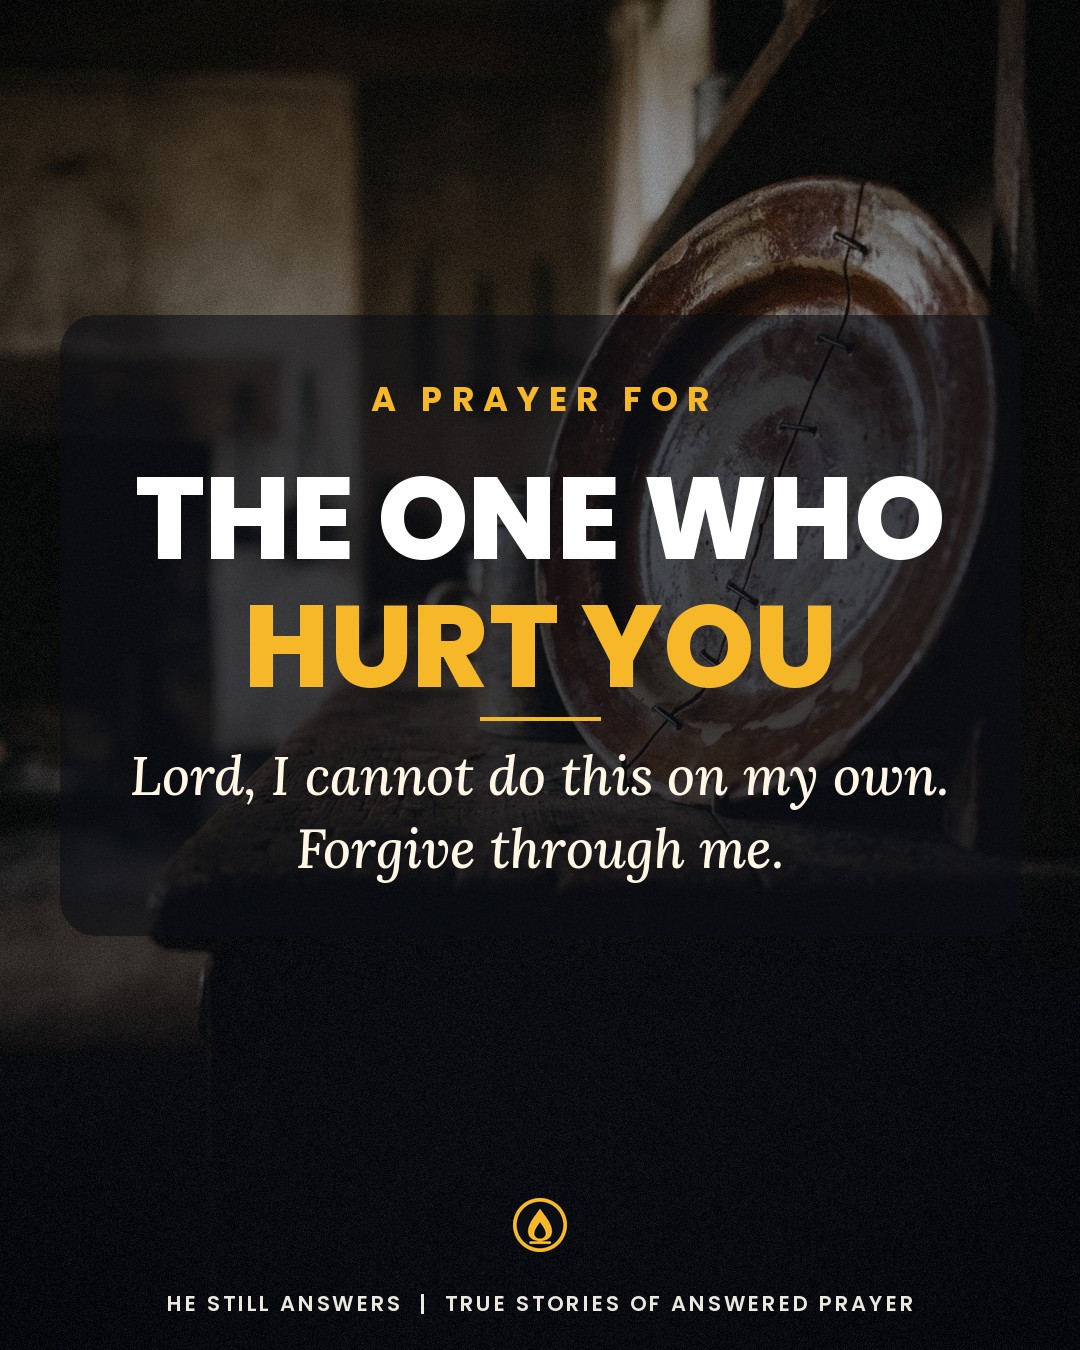 A PRAYER FOR
THE ONE WHO
HURT YOU
Lord, I cannot do this on my own.
Forgive through me.
HE STILL ANSWERS | TRUE STORIES OF ANSWERED PRAYER